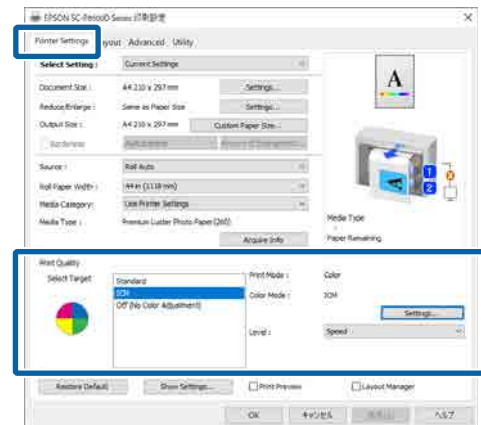 EPSON SC-P8500D Series 印刷設定
Printer Settings yout Advanced Utility
Select Setting : Current Settings
Document Size : A4 210 x 297 mm Settings...
Reduce/Enlarge : Same as Paper Size Settings...
Output Size : A4 210 x 297 mm Custom Paper Size...
Borderless
Source : Roll Auto
Roll Paper Width : 44 in (1118 mm)
Media Category: Use Printer Settings
Media Type : Premium Luster Photo Paper (260)
Acquire Info
A
1
2
Media Type
:
Paper Remaining
Print Quality
Select Target
Standard
ICM
Off (No Color Adjustment)
Print Mode : Color
Color Mode : ICM
Settings...
Level : Speed
Restore Default Show Settings... Print Preview Layout Manager
OK キャンセル ヘルプ